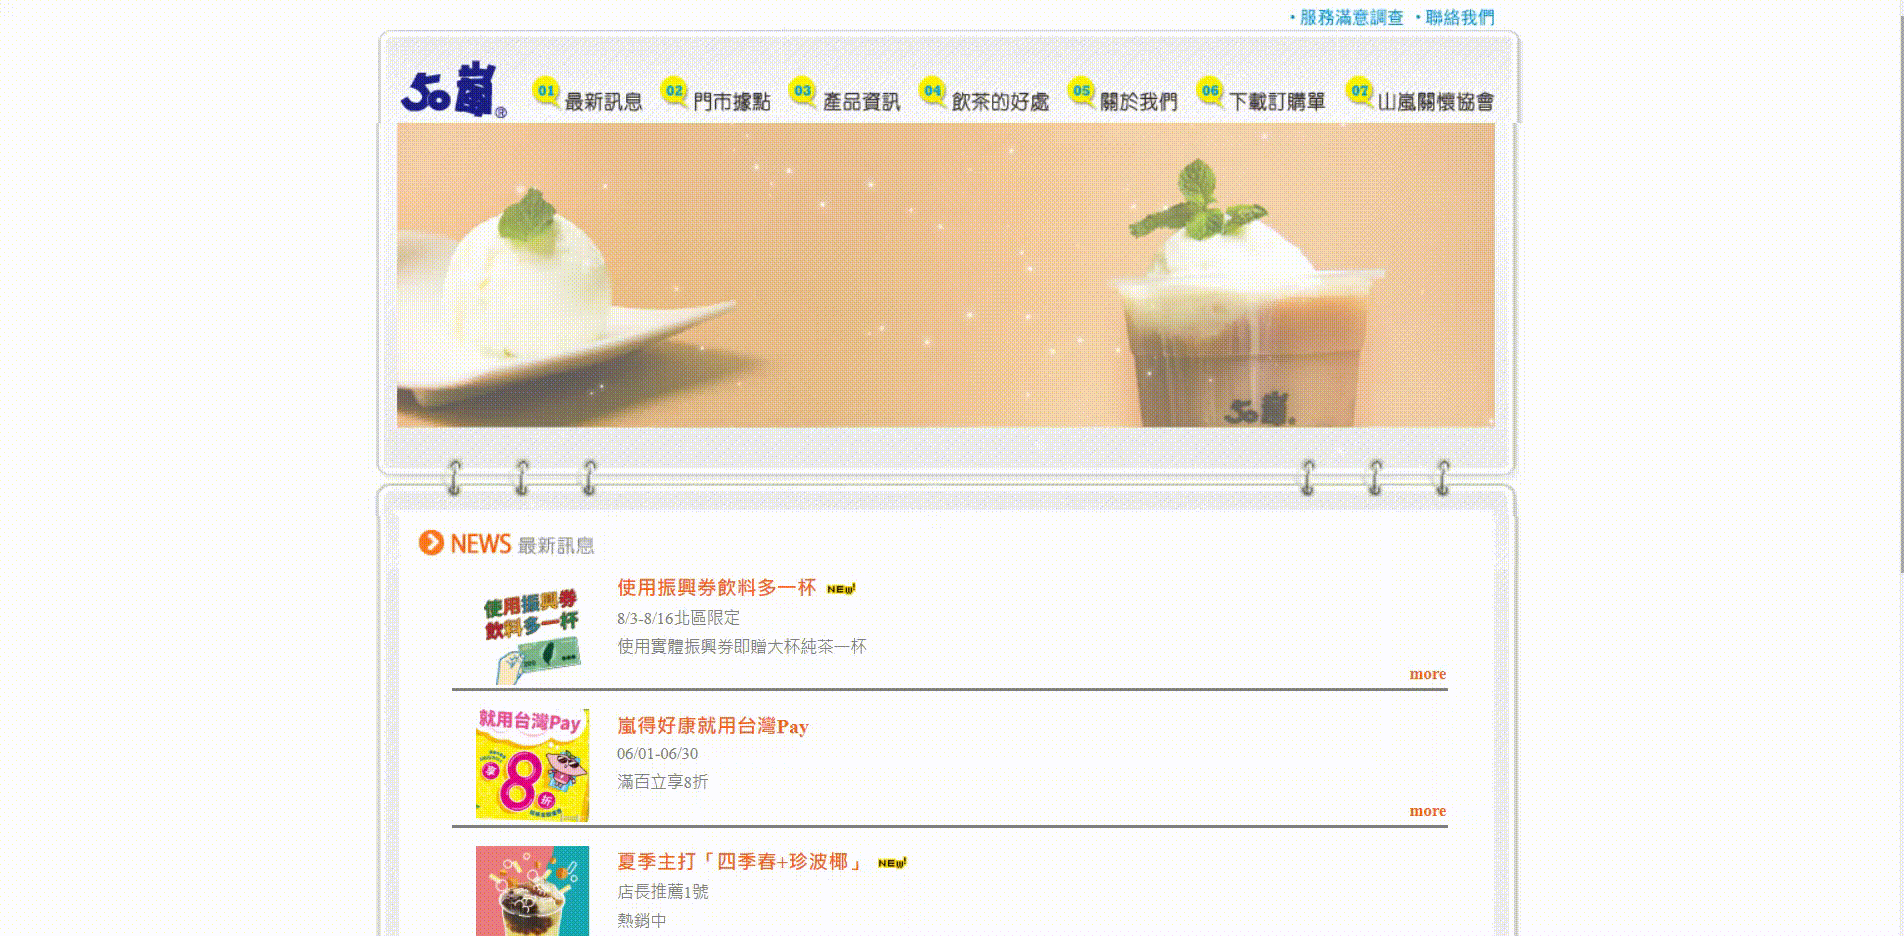 • 服務滿意調查 • 聯絡我們
50嵐®
01 最新訊息 02 門市據點 03 產品資訊 04 飲茶的好處 05 關於我們 06 下載訂購單 07 山嵐關懷協會
50嵐®
NEWS 最新訊息
使用振興券
飲料多一杯
使用振興券飲料多一杯 NEW!
8/3-8/16北區限定
使用實體振興券即贈大杯純茶一杯
more
就用台灣Pay
享8折
嵐得好康就用台灣Pay
06/01-06/30
滿百立享8折
more
夏季主打「四季春+珍波椰」 NEW!
店長推薦1號
熱銷中